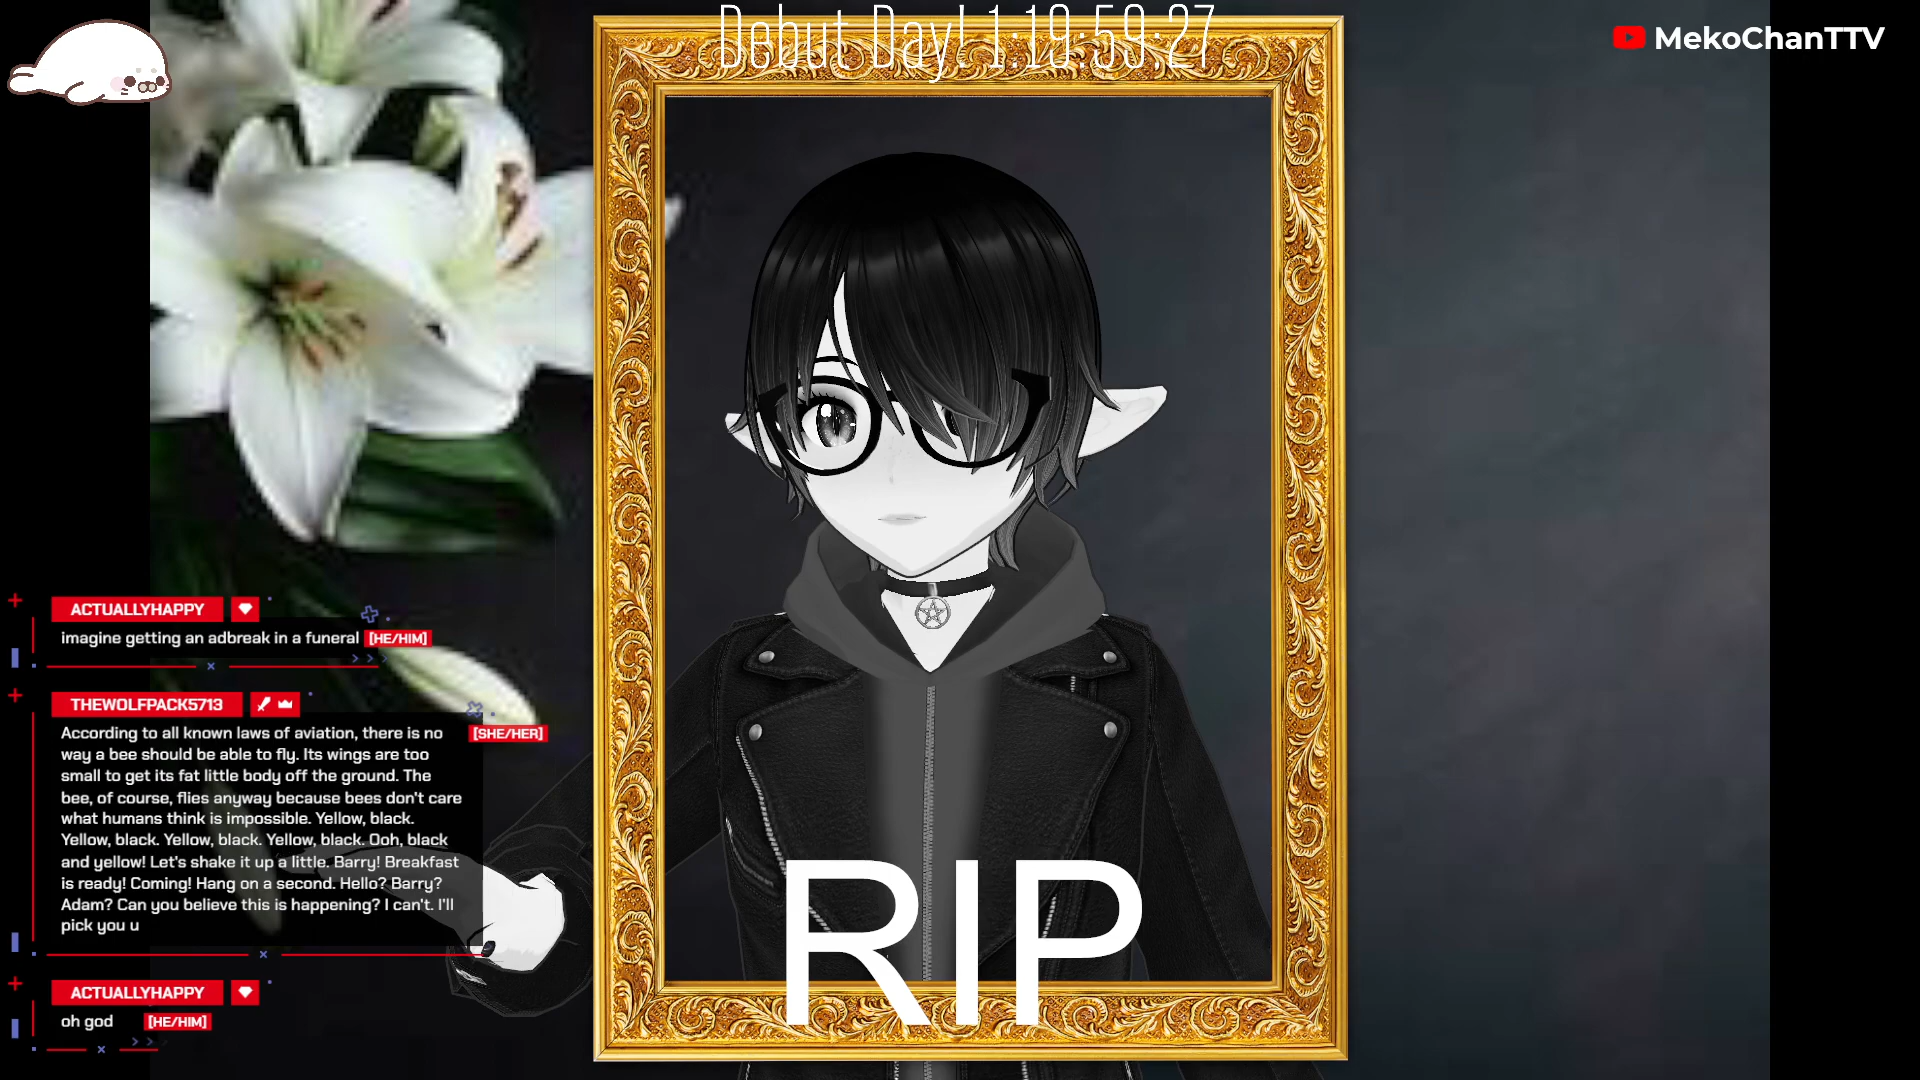 Debut Day! 1:19:59:27
MekoChanTTV
ACTUALLYHAPPY
imagine getting an adbreak in a funeral [HE/HIM]
THEWOLFPACK5713
According to all known laws of aviation, there is no [SHE/HER]
way a bee should be able to fly. Its wings are too
small to get its fat little body off the ground. The
bee, of course, flies anyway because bees don't care
what humans think is impossible. Yellow, black.
Yellow, black. Yellow, black. Yellow, black. Ooh, black
and yellow! Let's shake it up a little. Barry! Breakfast
is ready! Coming! Hang on a second. Hello? Barry?
Adam? Can you believe this is happening? I can't. I'll
pick you u
ACTUALLYHAPPY
oh god [HE/HIM]
RIP